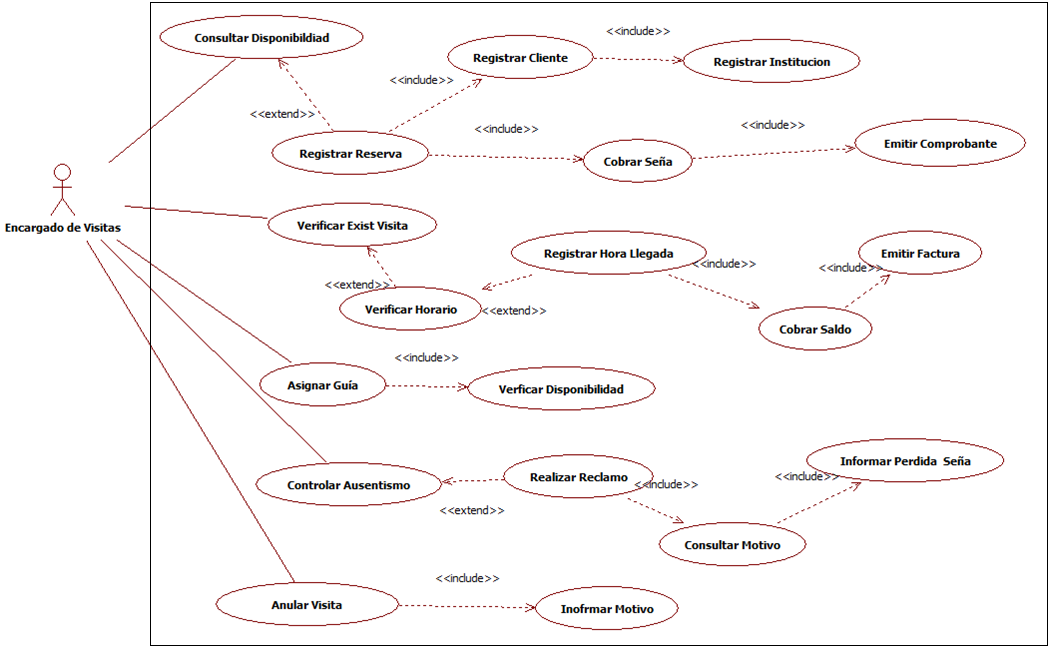 Consultar Disponibildiad
<<include>>
Registrar Cliente
Registrar Institucion
<<include>>
<<extend>>
<<include>>
<<include>>
Registrar Reserva
Cobrar Seña
Emitir Comprobante
Encargado de Visitas
Verificar Exist Visita
Registrar Hora Llegada
<<include>>
Emitir Factura
<<include>>
<<extend>>
Verificar Horario
<<extend>>
Cobrar Saldo
<<include>>
Asignar Guía
Verficar Disponibilidad
Informar Perdida Seña
<<include>>
Controlar Ausentismo
Realizar Reclamo
<<include>>
<<extend>>
Consultar Motivo
<<include>>
Anular Visita
Inofrmar Motivo